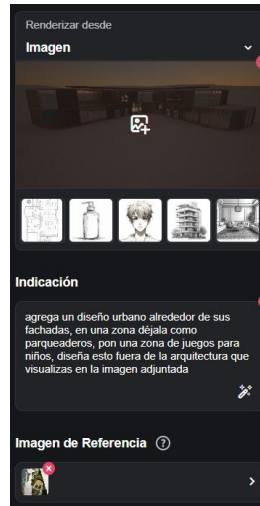 Renderizar desde
Imagen
Indicación
agrega un diseño urbano alrededor de sus
fachadas, en una zona déjala como
parqueaderos, pon una zona de juegos para
niños, diseña esto fuera de la arquitectura que
visualizas en la imagen adjuntada
Imagen de Referencia ?